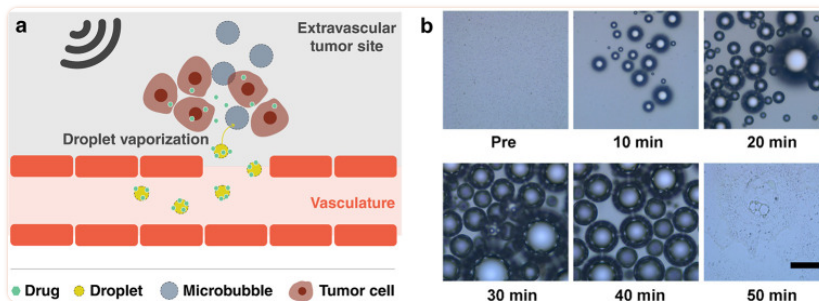 a
Extravascular
tumor site
Droplet vaporization
Vasculature
Drug Droplet Microbubble Tumor cell
b
Pre 10 min 20 min
30 min 40 min 50 min